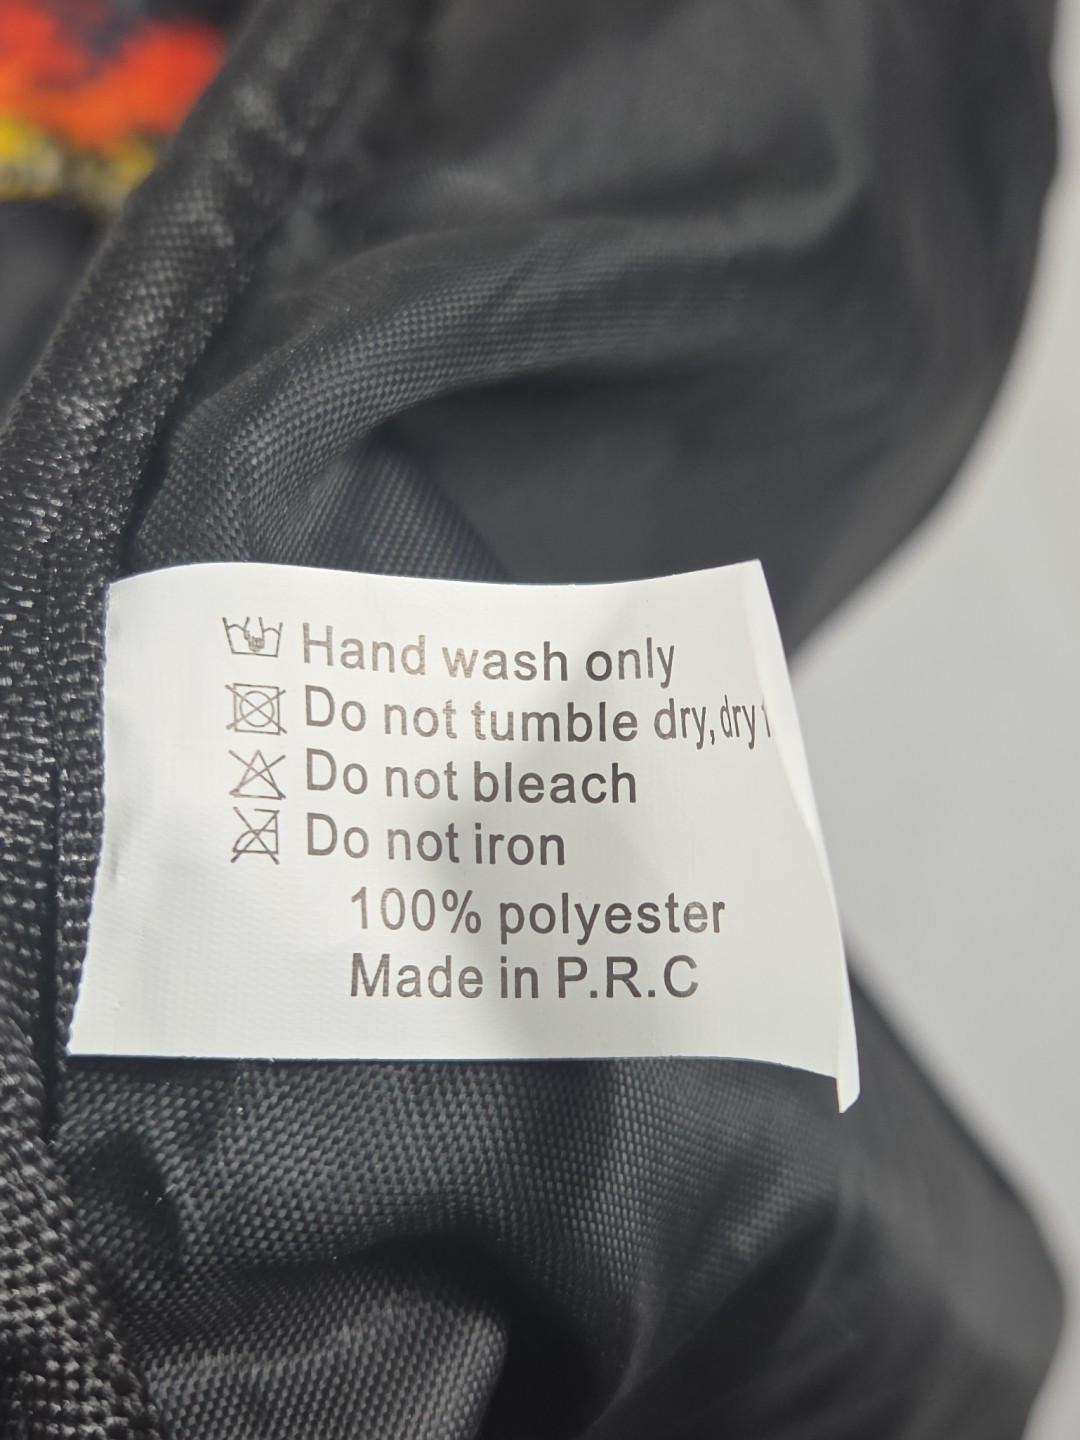 Hand wash only
Do not tumble dry, dry
Do not bleach
Do not iron
100% polyester
Made in P.R.C